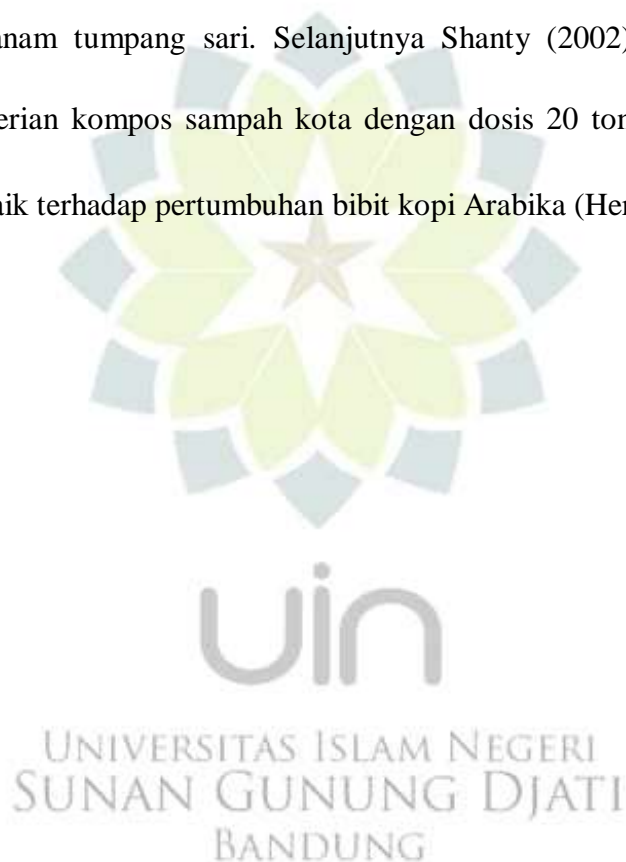 anam tumpang sari. Selanjutnya Shanty (2002)
erian kompos sampah kota dengan dosis 20 ton
aik terhadap pertumbuhan bibit kopi Arabika (Her
uin
UNIVERSITAS ISLAM NEGERI
SUNAN GUNUNG DJATI
BANDUNG